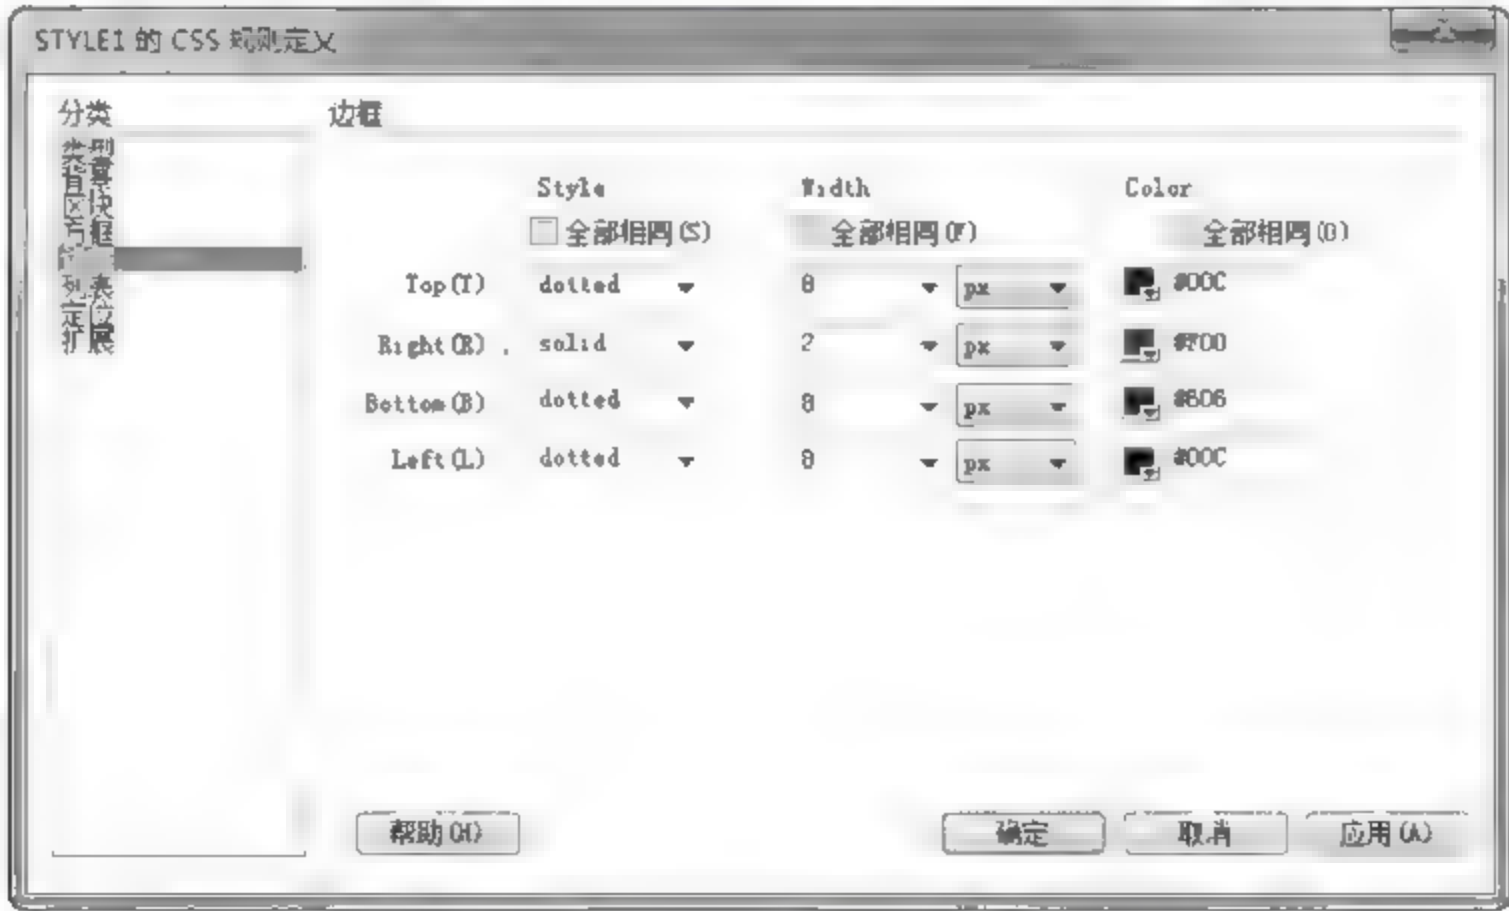 STYLE1 的 CSS 规则定义
分类
类型
背景
区块
方框
列表
定位
扩展
边框
Style Width Color
全部相同(S) 全部相同(F) 全部相同(O)
Top(T) dotted 8 px #00C
Right(R) solid 2 px #F00
Bottom(B) dotted 8 px
Left(L) dotted 8 px #00C
帮助(H) 确定 取消 应用(A)